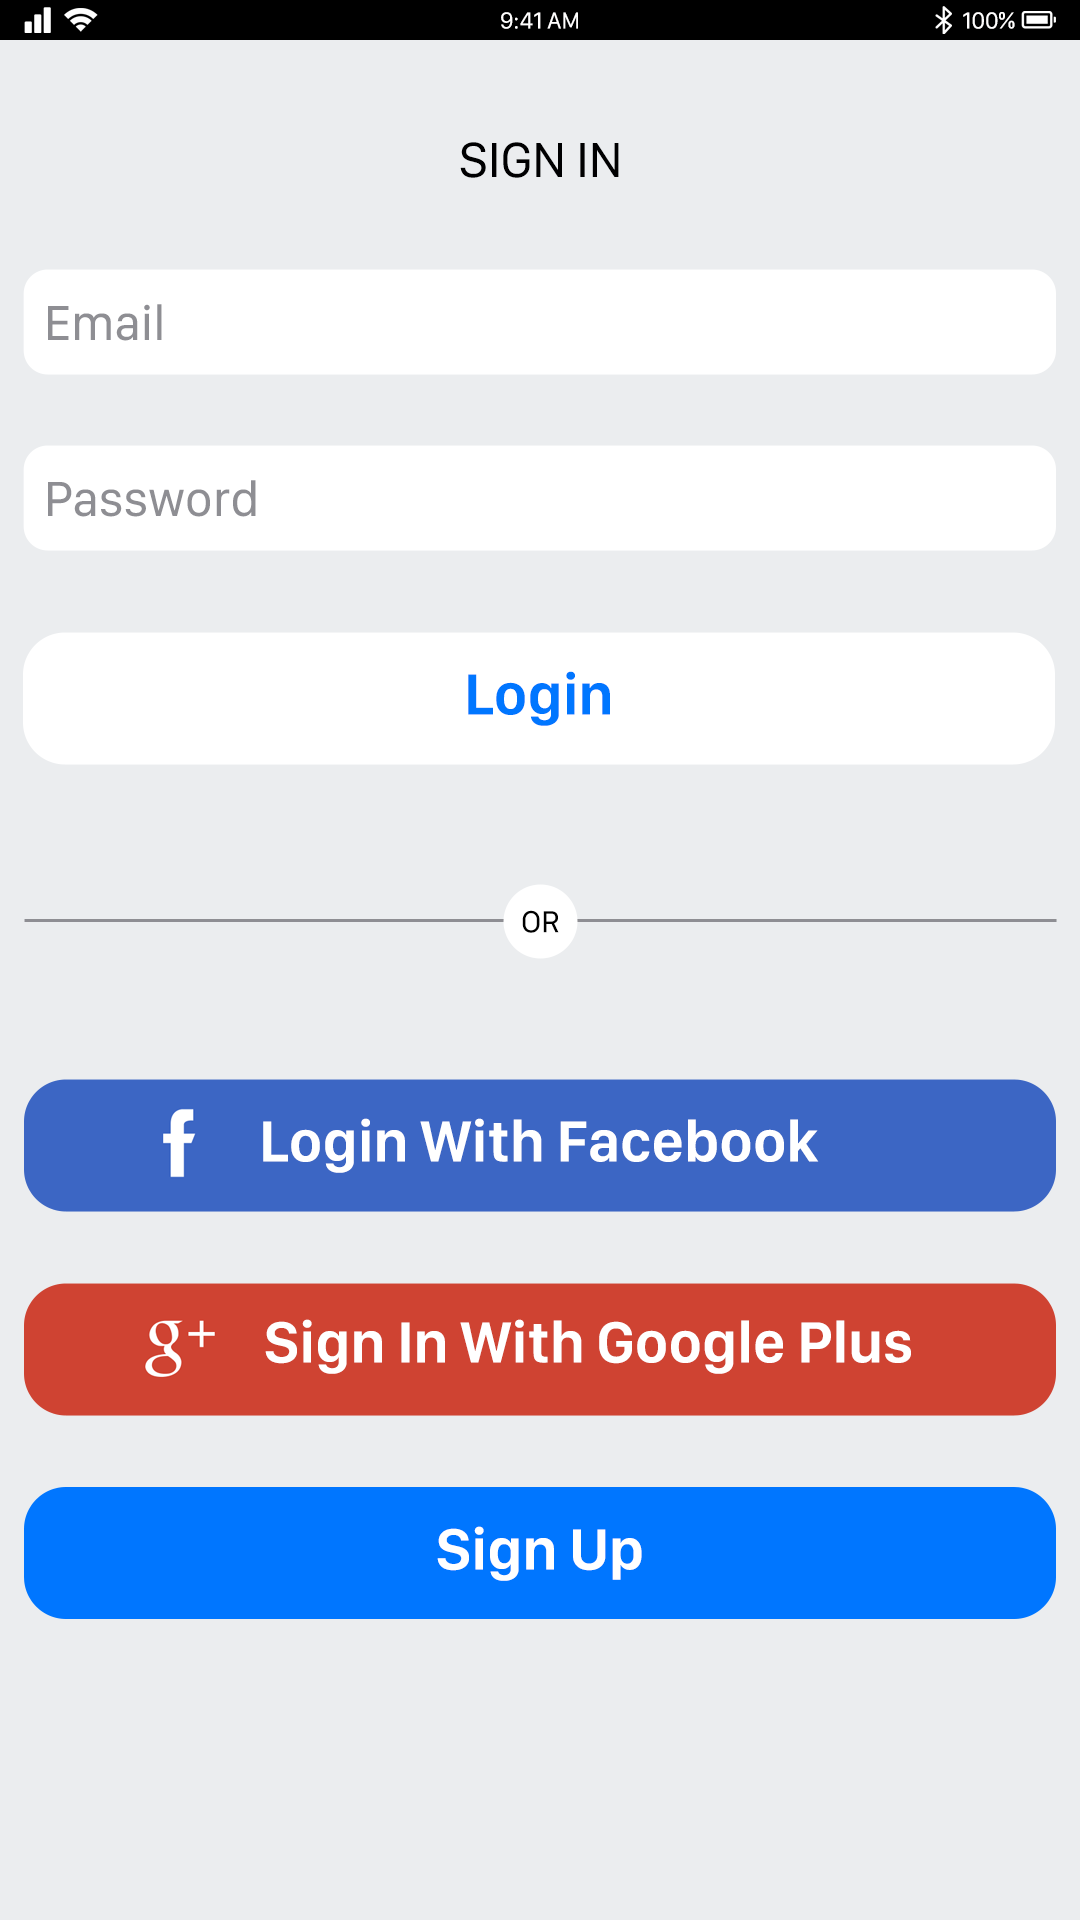 9:41 AM
100%
SIGN IN
Email
Password
Login
OR
f Login With Facebook
g+ Sign In With Google Plus
Sign Up